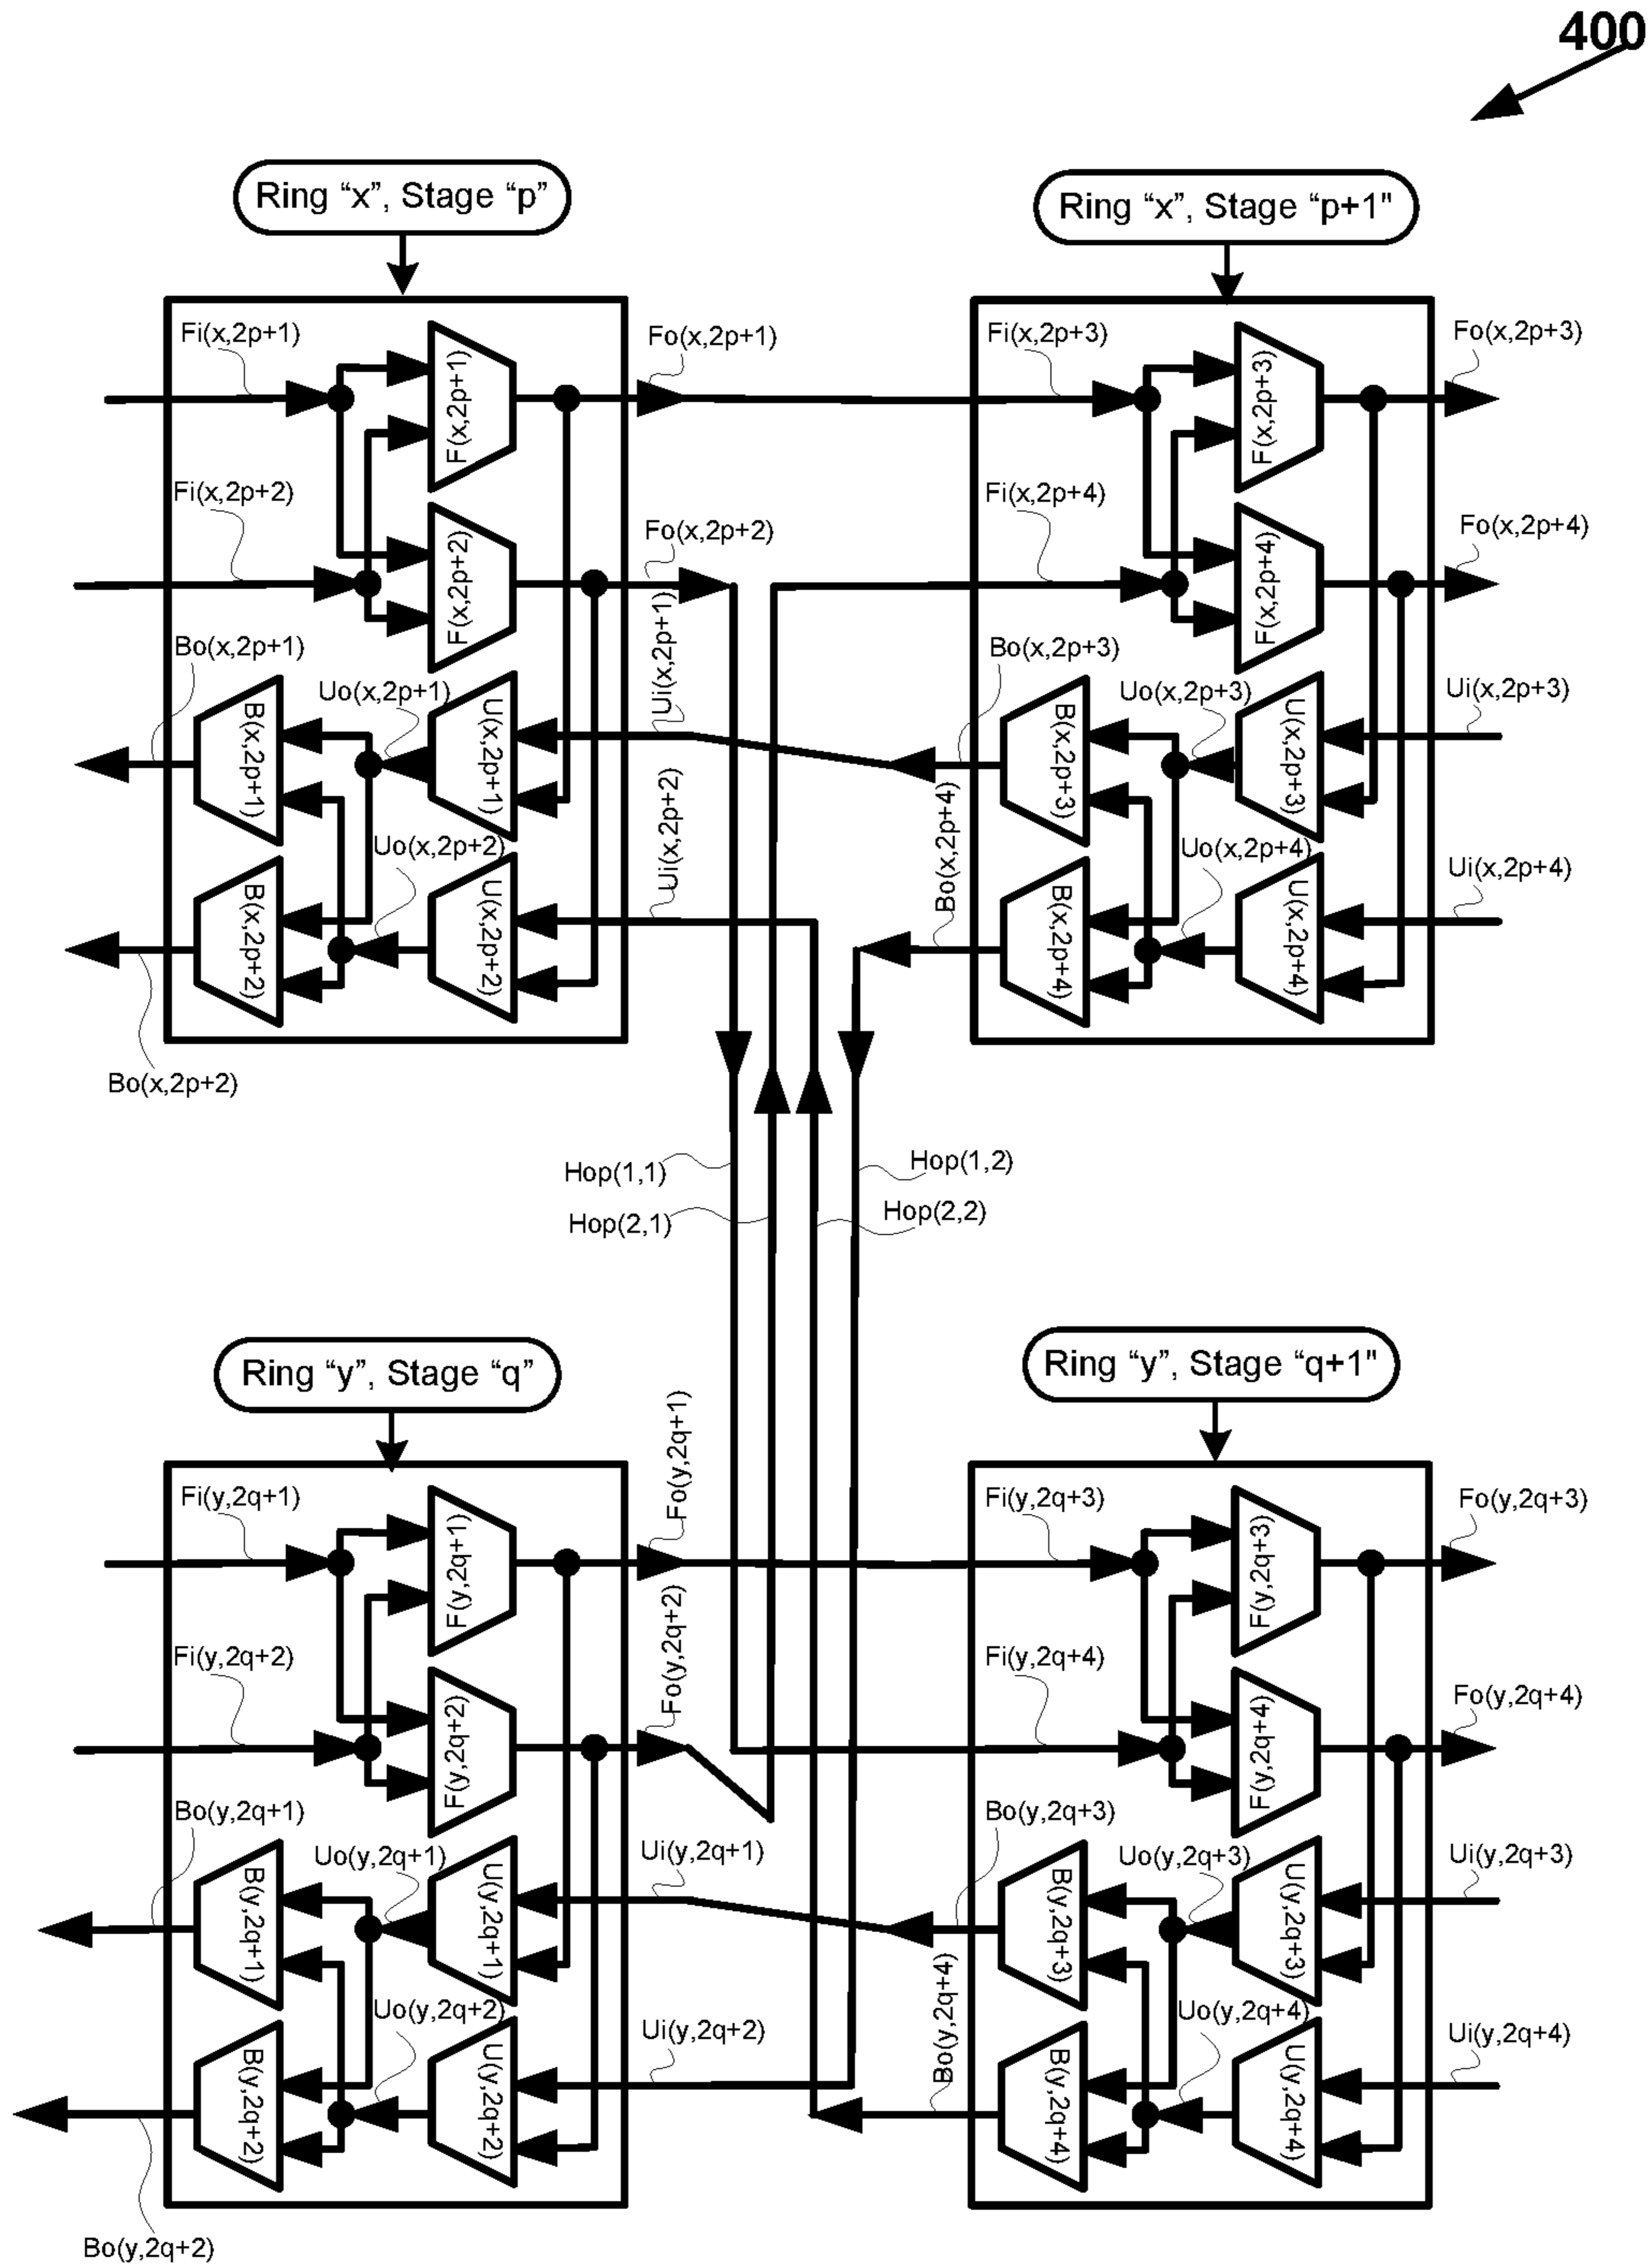 400
Ring “x”, Stage “p”
Ring “x”, Stage “p+1"
Fi(x,2p+1)
F(x,2p+1)
Fo(x,2p+1)
Fi(x,2p+3)
F(x,2p+3)
Fo(x,2p+3)
Fi(x,2p+2)
F(x,2p+2)
Fo(x,2p+2)
Fi(x,2p+4)
F(x,2p+4)
Fo(x,2p+4)
Bo(x,2p+1)
B(x,2p+1)
Uo(x,2p+1)
U(x,2p+1)
Ui(x,2p+1)
Bo(x,2p+3)
B(x,2p+3)
Uo(x,2p+3)
U(x,2p+3)
Ui(x,2p+3)
B(x,2p+2)
Uo(x,2p+2)
U(x,2p+2)
Ui(x,2p+2)
Bo(x,2p+4)
B(x,2p+4)
Uo(x,2p+4)
U(x,2p+4)
Ui(x,2p+4)
Bo(x,2p+2)
Hop(1,1)
Hop(1,2)
Hop(2,1)
Hop(2,2)
Ring “y”, Stage “q”
Ring “y”, Stage “q+1"
Fi(y,2q+1)
F(y,2q+1)
Fo(y,2q+1)
Fi(y,2q+3)
F(y,2q+3)
Fo(y,2q+3)
Fi(y,2q+2)
F(y,2q+2)
Fo(y,2q+2)
Fi(y,2q+4)
F(y,2q+4)
Fo(y,2q+4)
Bo(y,2q+1)
B(y,2q+1)
Uo(y,2q+1)
U(y,2q+1)
Ui(y,2q+1)
Bo(y,2q+3)
B(y,2q+3)
Uo(y,2q+3)
U(y,2q+3)
Ui(y,2q+3)
B(y,2q+2)
Uo(y,2q+2)
U(y,2q+2)
Ui(y,2q+2)
Bo(y,2q+4)
B(y,2q+4)
Uo(y,2q+4)
U(y,2q+4)
Ui(y,2q+4)
Bo(y,2q+2)